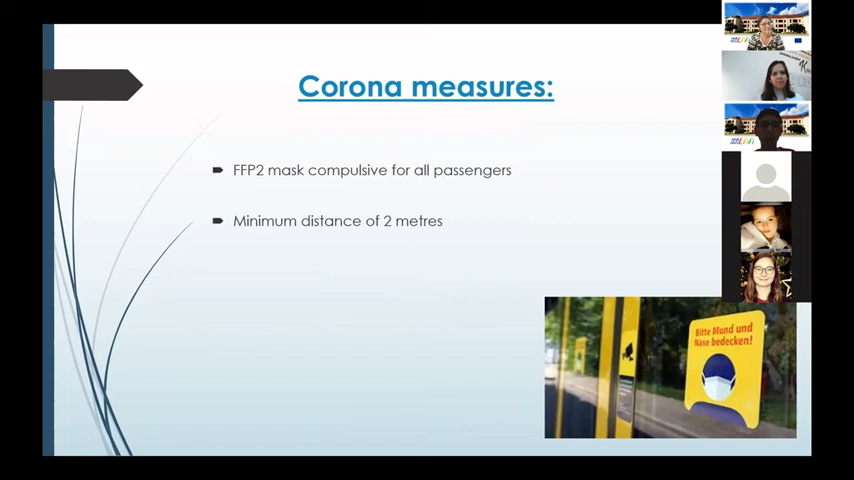 Corona measures:
FFP2 mask compulsive for all passengers
Minimum distance of 2 metres
Bitte Mund und
Nase bedecken!